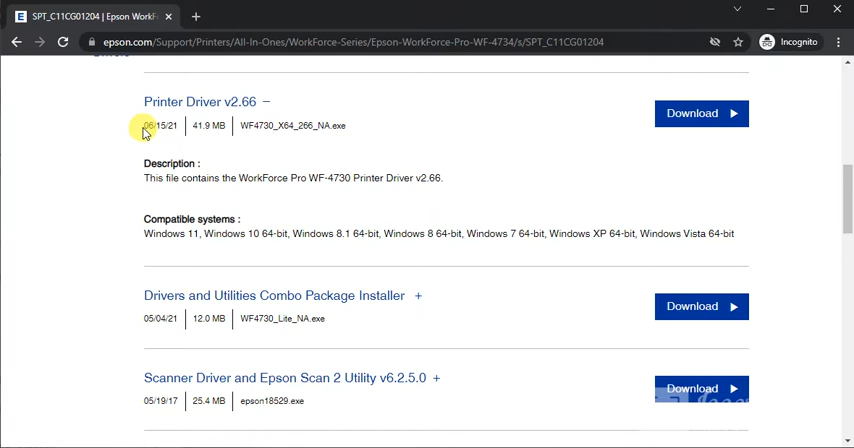 SPT_C11CG01204 | Epson WorkF
epson.com/Support/Printers/All-In-Ones/WorkForce-Series/Epson-WorkForce-Pro-WF-4734/s/SPT_C11CG01204
Incognito
Printer Driver v2.66 −
Download
06/15/21 41.9 MB WF4730_X64_266_NA.exe
Description :
This file contains the WorkForce Pro WF-4730 Printer Driver v2.66.
Compatible systems :
Windows 11, Windows 10 64-bit, Windows 8.1 64-bit, Windows 8 64-bit, Windows 7 64-bit, Windows XP 64-bit, Windows Vista 64-bit
Drivers and Utilities Combo Package Installer +
Download
05/04/21 12.0 MB WF4730_Lite_NA.exe
Scanner Driver and Epson Scan 2 Utility v6.2.5.0 +
Download
05/19/17 25.4 MB epson18529.exe